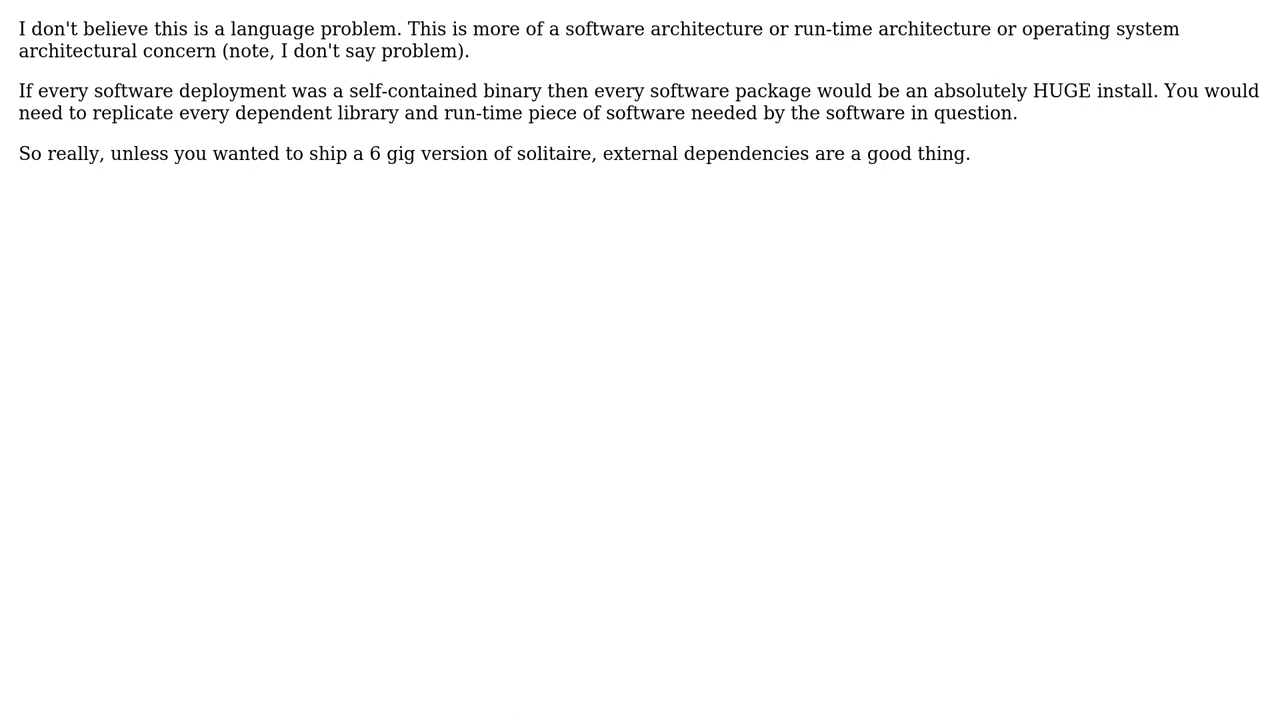 I don't believe this is a language problem. This is more of a software architecture or run-time architecture or operating system
architectural concern (note, I don't say problem).
If every software deployment was a self-contained binary then every software package would be an absolutely HUGE install. You would
need to replicate every dependent library and run-time piece of software needed by the software in question.
So really, unless you wanted to ship a 6 gig version of solitaire, external dependencies are a good thing.